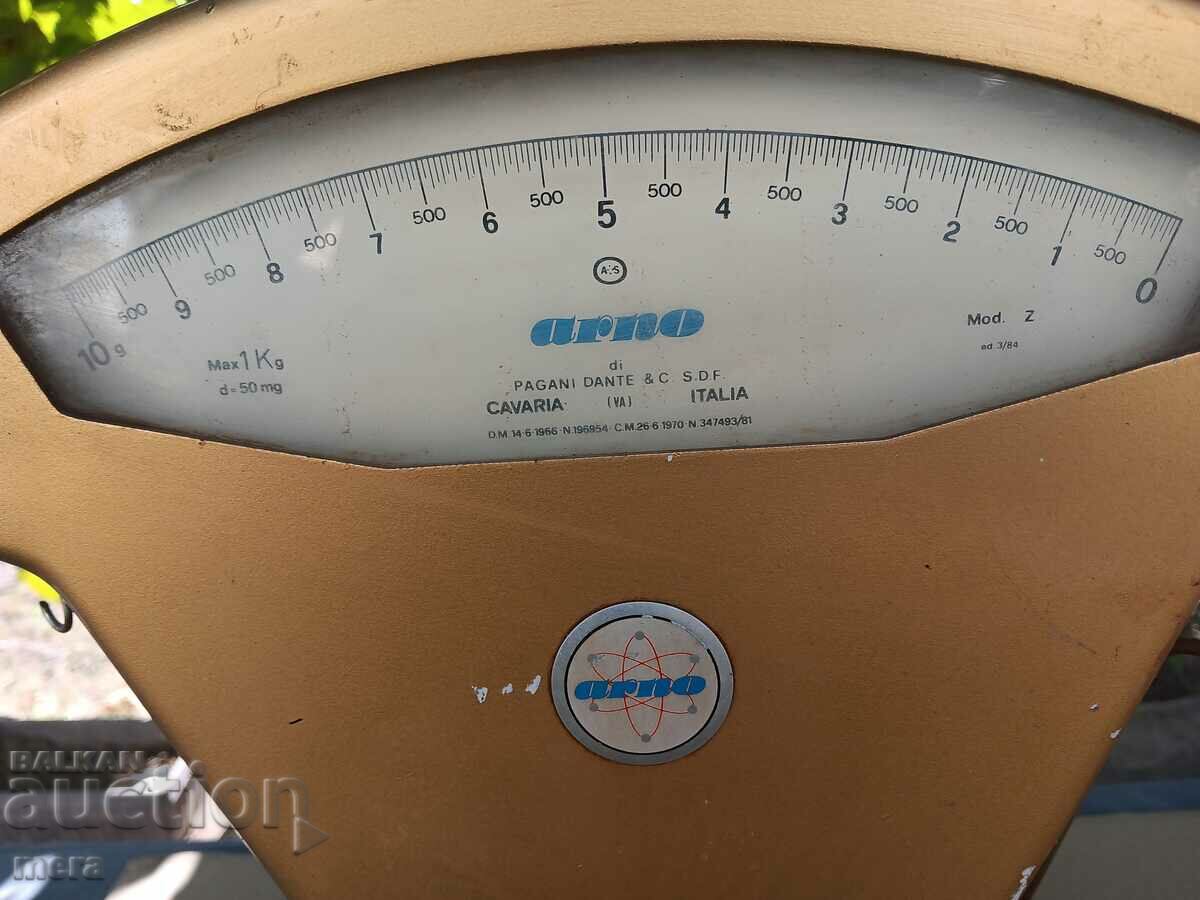 10 g 500 9 500 8 500 7 500 6 500 5 500 4 500 3 500 2 500 1 500 0
A S
Max 1 Kg
d=50 mg
arno
di
PAGANI DANTE & C. S.D.F.
CAVARIA (VA) ITALIA
D.M. 14·6·1966·N.196954·C.M.26·6·1970·N.347493/81
Mod. Z
ed. 3/84
arno
BALKAN
auction
mera